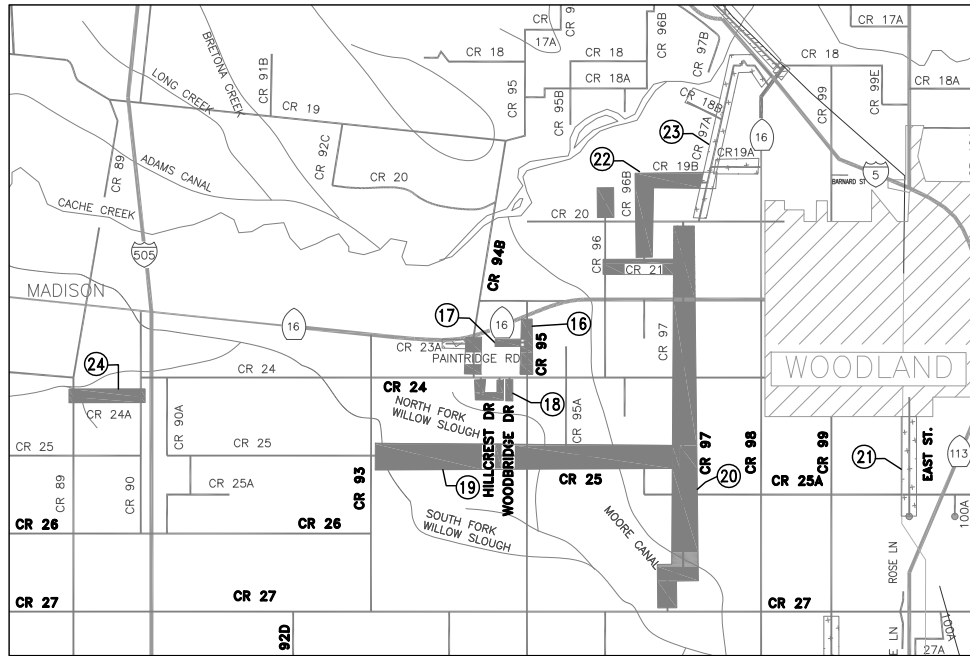 CR 9
17A
CR 96B
CR 97B
CR 17A
BRETONA CREEK
CR 91B
CR 18
CR 18
CR 18
LONG CREEK
CR 95
CR 18A
CR 99
CR 99E
CR 18A
CR 19
CR 95B
CR 18B
CR 97A
23
16
CR 89
CR 92C
22
CR 19B
CR19A
5
ADAMS CANAL
CR 20
CR 96B
BARNARD ST
CACHE CREEK
CR 20
CR 96
505
CR 94B
CR 21
MADISON
16
17
16
16
CR 97
CR 23A
PAINTRIDGE RD
CR 95
WOODLAND
24
CR 24
CR 24
18
CR 24A
NORTH FORK
WILLOW SLOUGH
HILLCREST DR
WOODBRIDGE DR
CR 95A
CR 90A
CR 25
CR 25
CR 93
CR 97
CR 98
CR 99
21
EAST ST.
113
CR 89
CR 90
CR 25A
19
CR 25
20
CR 25A
CR 26
CR 26
SOUTH FORK
WILLOW SLOUGH
MOORE CANAL
100A
ROSE LN
CR 27
CR 27
CR 27
92D
E LN
100A
27A